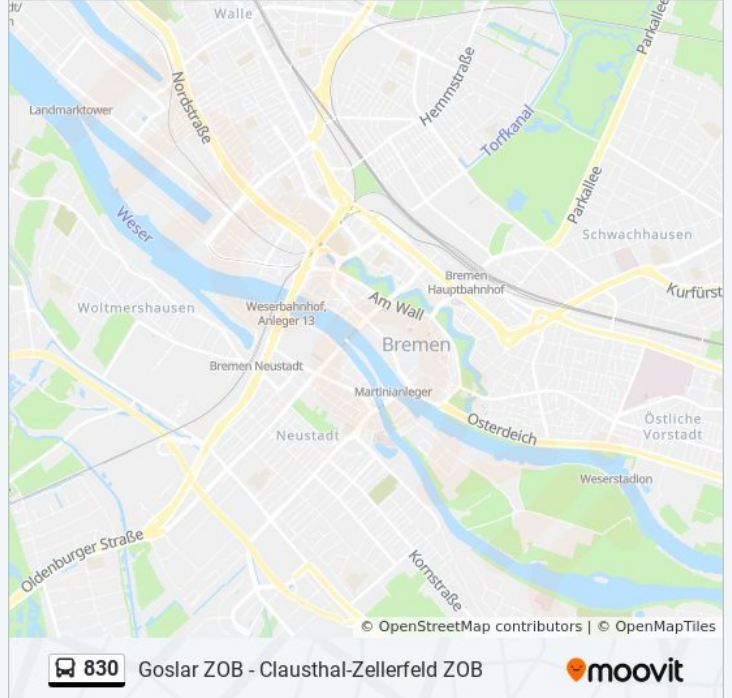 dt/
Walle
Parkallee
Hemmstraße
Nordstraße
Landmarktower
Torfkanal
Parkallee
Weser
Schwachhausen
Bremen
Hauptbahnhof
Kurfürst
Woltmershausen
Weserbahnhof,
Anleger 13
Am Wall
Bremen
Bremen Neustadt
Martinianleger
Osterdeich
Östliche
Vorstadt
Neustadt
Weserstadion
Oldenburger Straße
Kornstraße
© OpenStreetMap contributors | © OpenMapTiles
830 Goslar ZOB - Clausthal-Zellerfeld ZOB
moovit